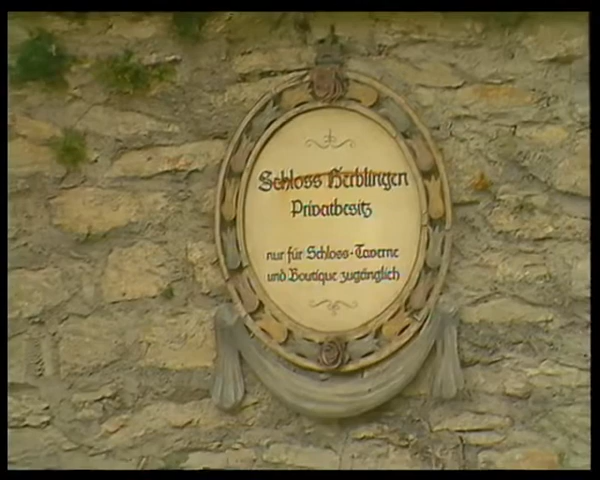 Schloss Herblingen
Privatbesitz
nur für Schloss-Taverne
und Boutique zugänglich